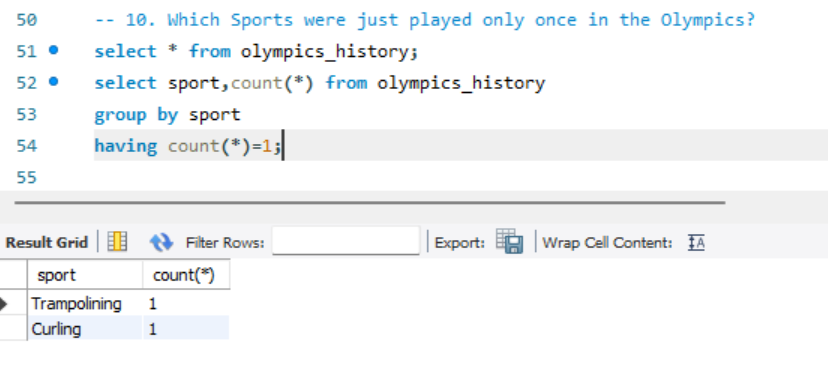 50 -- 10. Which Sports were just played only once in the Olympics?
51 select * from olympics_history;
52 select sport,count(*) from olympics_history
53 group by sport
54 having count(*)=1;
55
Result Grid Filter Rows: Export: Wrap Cell Content: IA
sport count(*)
Trampolining 1
Curling 1